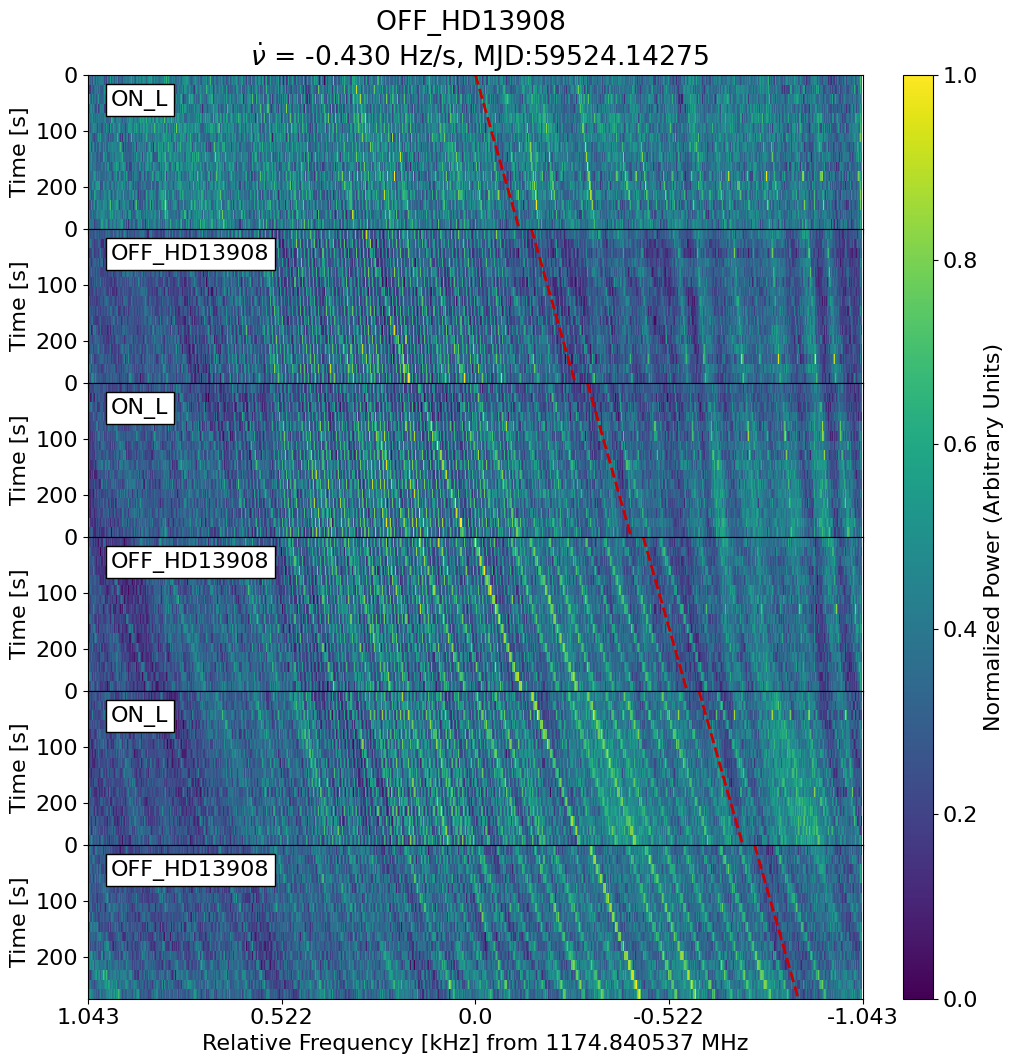 OFF_HD13908
ν̇ = -0.430 Hz/s, MJD:59524.14275
ON_L
OFF_HD13908
ON_L
OFF_HD13908
ON_L
OFF_HD13908
Time [s]
0
100
200
Time [s]
0
100
200
Time [s]
0
100
200
Time [s]
0
100
200
Time [s]
0
100
200
Time [s]
0
100
200
1.043
0.522
0.0
-0.522
-1.043
Relative Frequency [kHz] from 1174.840537 MHz
1.0
0.8
0.6
0.4
0.2
0.0
Normalized Power (Arbitrary Units)